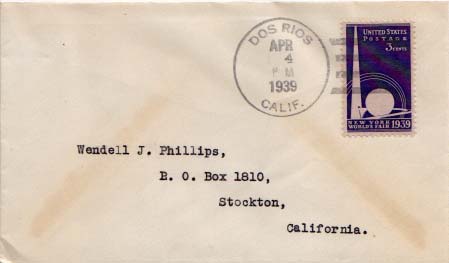 DOS RIOS
APR
4
PM
1939
CALIF.
UNITED STATES
POSTAGE
3 CENTS
NEW YORK
WORLD'S FAIR 1939
Wendell J. Phillips,
B. O. Box 1810,
Stockton,
California.